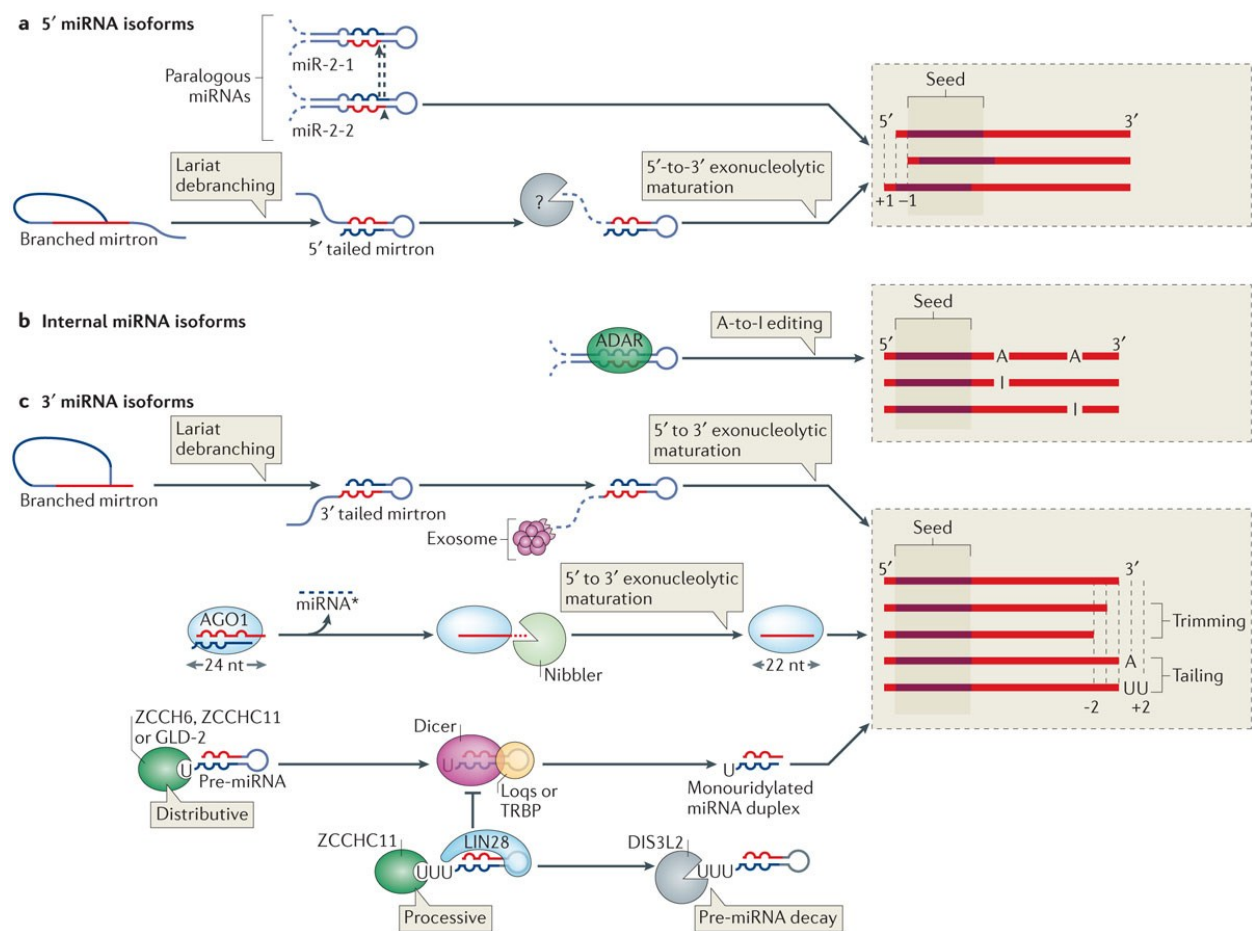 a 5′ miRNA isoforms
Paralogous
miRNAs
miR-2-1
miR-2-2
Lariat
debranching
Branched mirtron
5′ tailed mirtron
?
5′-to-3′ exonucleolytic
maturation
Seed
5′
3′
+1 −1
b Internal miRNA isoforms
ADAR
A-to-I editing
Seed
5′
3′
A A
I
I
c 3′ miRNA isoforms
Lariat
debranching
Branched mirtron
3′ tailed mirtron
Exosome
5′ to 3′ exonucleolytic
maturation
AGO1
24 nt
miRNA*
Nibbler
5′ to 3′ exonucleolytic
maturation
22 nt
Seed
5′
3′
Trimming
A
UU
Tailing
-2 +2
ZCCH6, ZCCHC11
or GLD-2
U
Pre-miRNA
Distributive
Dicer
U
Loqs or
TRBP
U
Monouridylated
miRNA duplex
ZCCHC11
UUU
LIN28
Processive
DIS3L2
UUU
Pre-miRNA decay